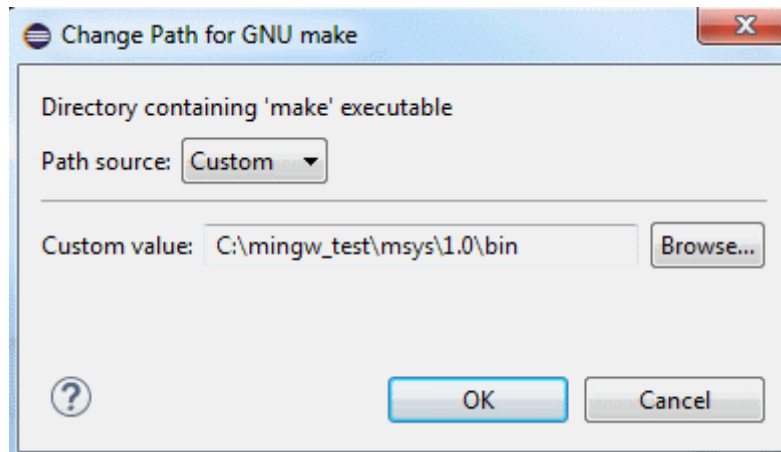 Change Path for GNU make
Directory containing 'make' executable
Path source: Custom
Custom value: C:\mingw_test\msys\1.0\bin Browse...
OK Cancel